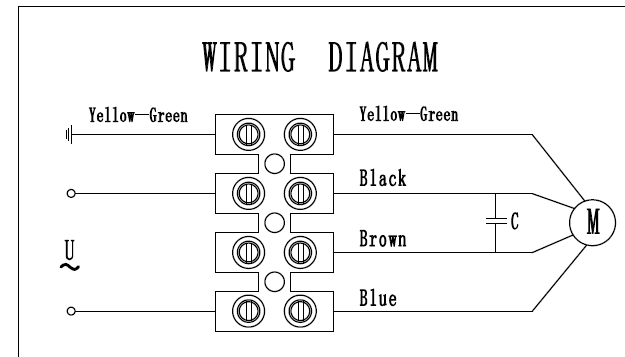 WIRING DIAGRAM
Yellow—Green
Yellow—Green
Black
C
M
Brown
U
~
Blue